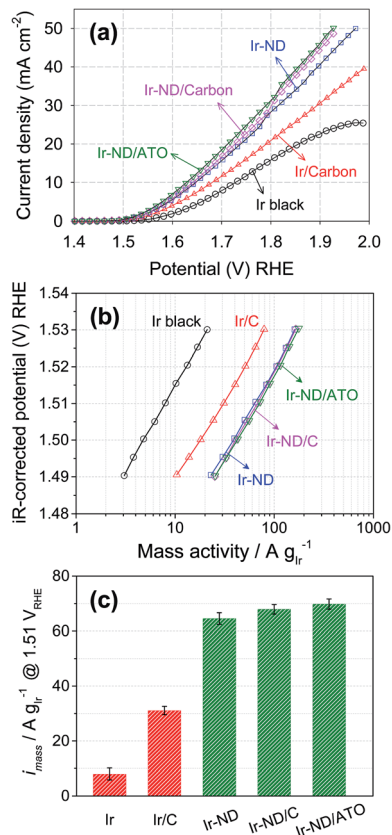 (a)
Current density (mA cm⁻²)
50
40
30
20
10
0
Ir-ND
Ir-ND/Carbon
Ir-ND/ATO
Ir/Carbon
Ir black
1.4 1.5 1.6 1.7 1.8 1.9 2.0
Potential (V) RHE
(b)
iR-corrected potential (V) RHE
1.54
1.53
1.52
1.51
1.50
1.49
1.48
Ir black
Ir/C
Ir-ND/ATO
Ir-ND/C
Ir-ND
1 10 100 1000
Mass activity / A g_Ir⁻¹
(c)
i_mass / A g_Ir⁻¹ @ 1.51 V_RHE
80
60
40
20
0
Ir Ir/C Ir-ND Ir-ND/C Ir-ND/ATO